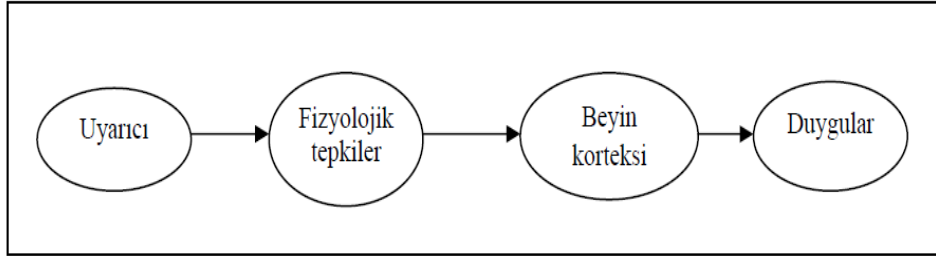 Uyarıcı
Fizyolojik
tepkiler
Beyin
korteksi
Duygular